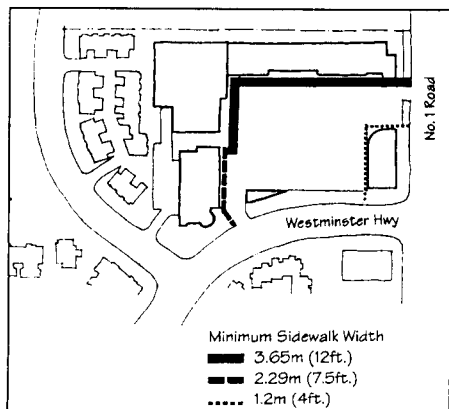 No. 1 Road
Westminster Hwy
Minimum Sidewalk Width
3.65m (12ft.)
2.29m (7.5ft.)
1.2m (4ft.)